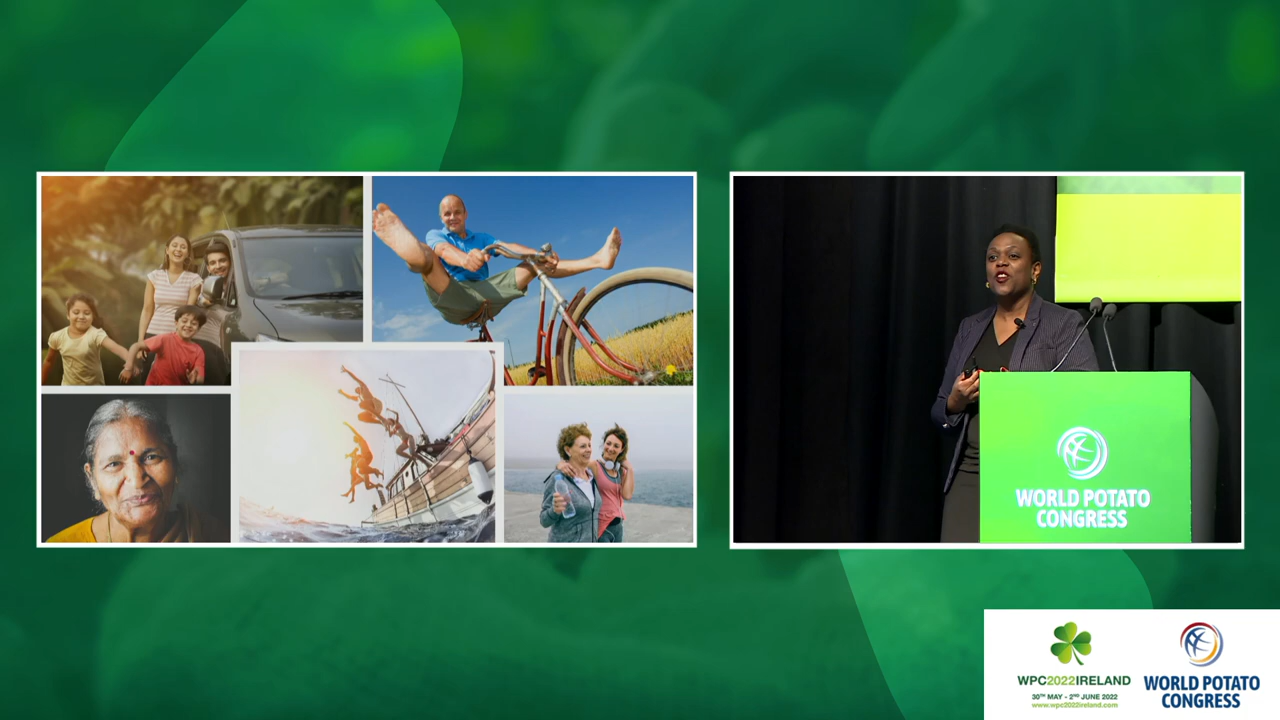 WORLD POTATO
CONGRESS
WPC2022IRELAND
30TH MAY - 2ND JUNE 2022
www.wpc2022ireland.com
WORLD POTATO
CONGRESS